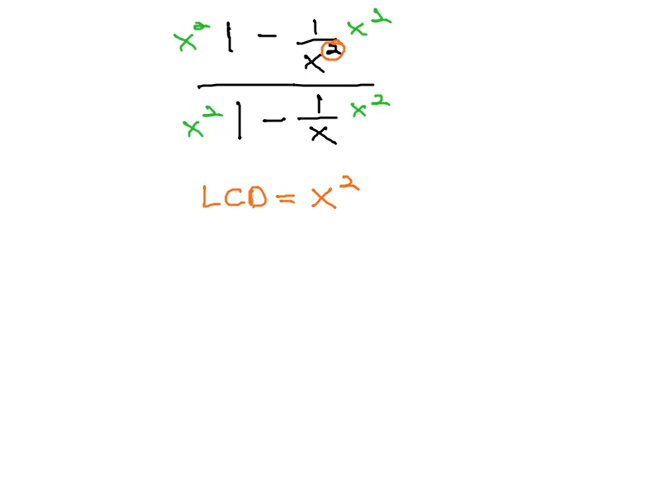 x² 1 - 1/x² x²
x² 1 - 1/x x²
LCD = x²